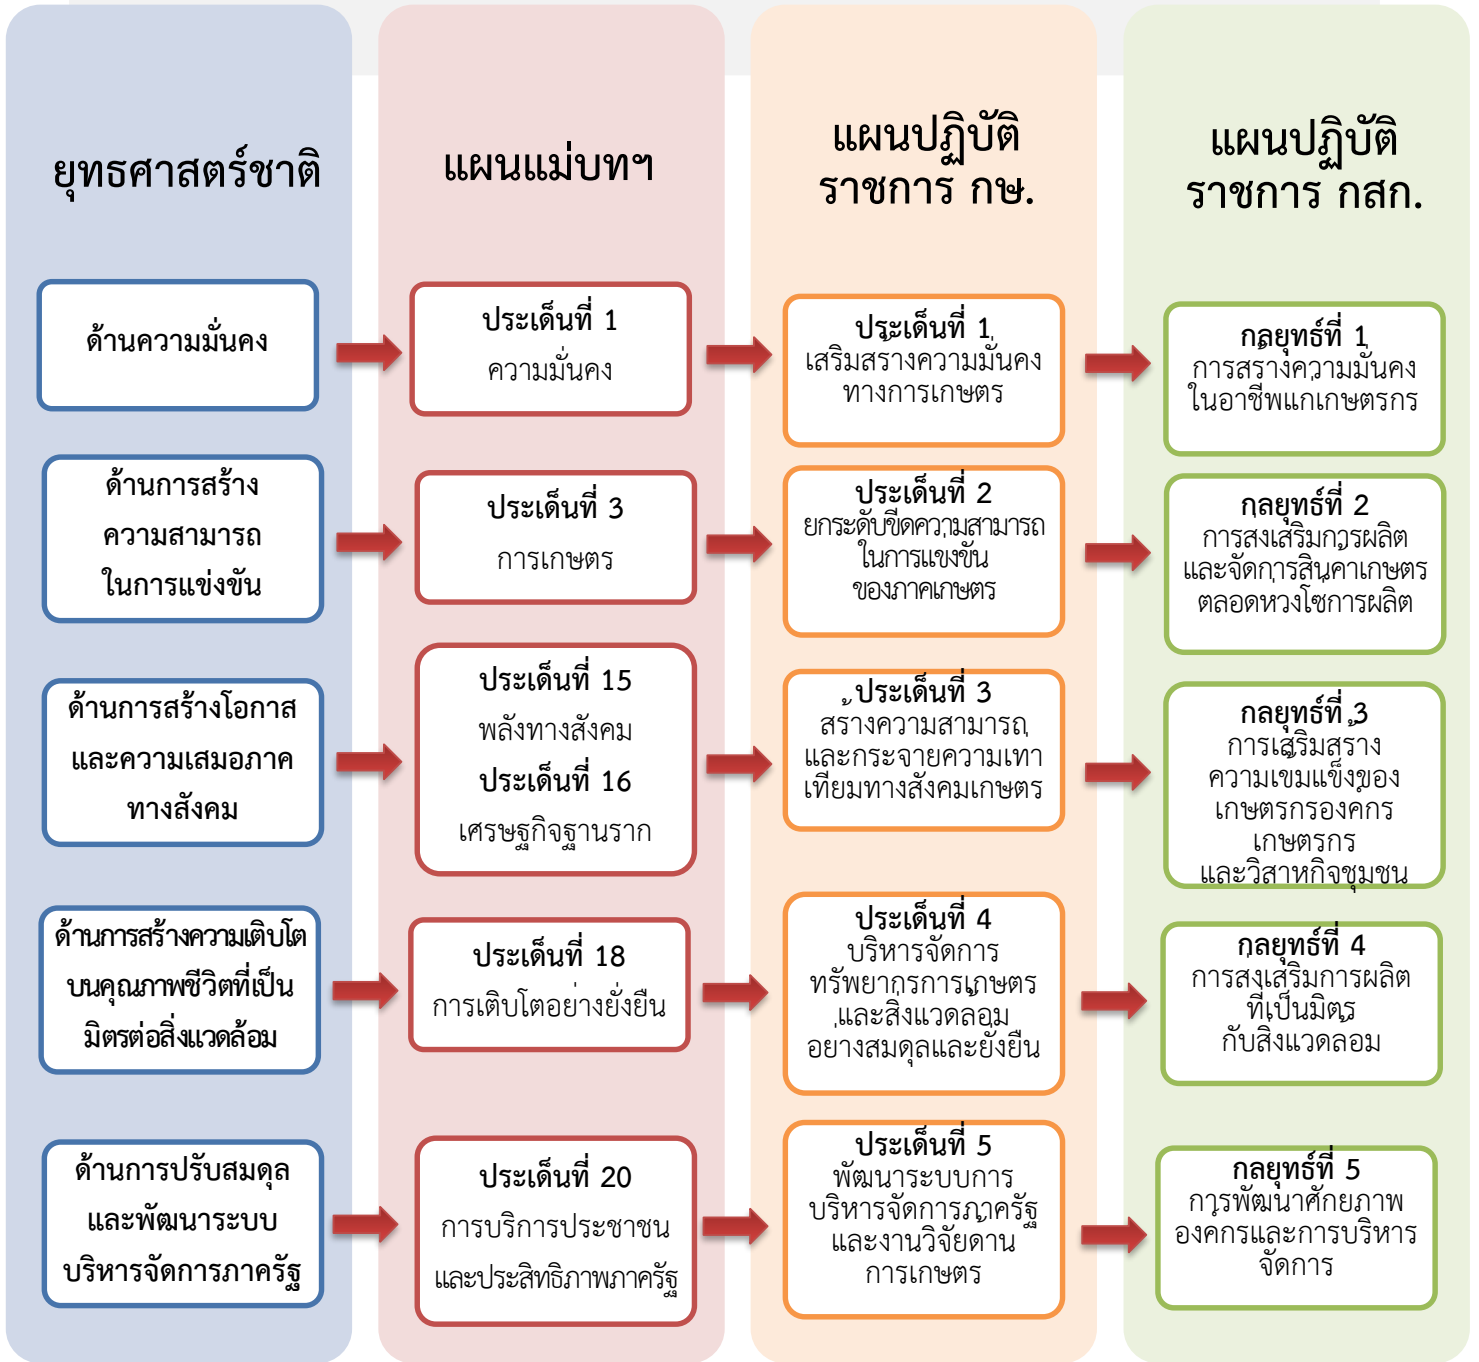 ยุทธศาสตร์ชาติ
ด้านความมั่นคง
ด้านการสร้าง
ความสามารถ
ในการแข่งขัน
ด้านการสร้างโอกาส
และความเสมอภาค
ทางสังคม
ด้านการสร้างความเติบโต
บนคุณภาพชีวิตที่เป็น
มิตรต่อสิ่งแวดล้อม
ด้านการปรับสมดุล
และพัฒนาระบบ
บริหารจัดการภาครัฐ
แผนแม่บทฯ
ประเด็นที่ 1
ความมั่นคง
ประเด็นที่ 3
การเกษตร
ประเด็นที่ 15
พลังทางสังคม
ประเด็นที่ 16
เศรษฐกิจฐานราก
ประเด็นที่ 18
การเติบโตอย่างยั่งยืน
ประเด็นที่ 20
การบริการประชาชน
และประสิทธิภาพภาครัฐ
แผนปฏิบัติ
ราชการ กษ.
ประเด็นที่ 1
เสริมสร้างความมั่นคง
ทางการเกษตร
ประเด็นที่ 2
ยกระดับขีดความสามารถ
ในการแข่งขัน
ของภาคเกษตร
ประเด็นที่ 3
สร้างความสามารถ
และกระจายความเท่า
เทียมทางสังคมเกษตร
ประเด็นที่ 4
บริหารจัดการ
ทรัพยากรการเกษตร
และสิ่งแวดล้อม
อย่างสมดุลและยั่งยืน
ประเด็นที่ 5
พัฒนาระบบการ
บริหารจัดการภาครัฐ
และงานวิจัยด้าน
การเกษตร
แผนปฏิบัติ
ราชการ กสก.
กลยุทธ์ที่ 1
การสร้างความมั่นคง
ในอาชีพแก่เกษตรกร
กลยุทธ์ที่ 2
การส่งเสริมการผลิต
และจัดการสินค้าเกษตร
ตลอดห่วงโซ่การผลิต
กลยุทธ์ที่ 3
การเสริมสร้าง
ความเข้มแข็งของ
เกษตรกรองค์กร
เกษตรกร
และวิสาหกิจชุมชน
กลยุทธ์ที่ 4
การส่งเสริมการผลิต
ที่เป็นมิตร
กับสิ่งแวดล้อม
กลยุทธ์ที่ 5
การพัฒนาศักยภาพ
องค์กรและการบริหาร
จัดการ